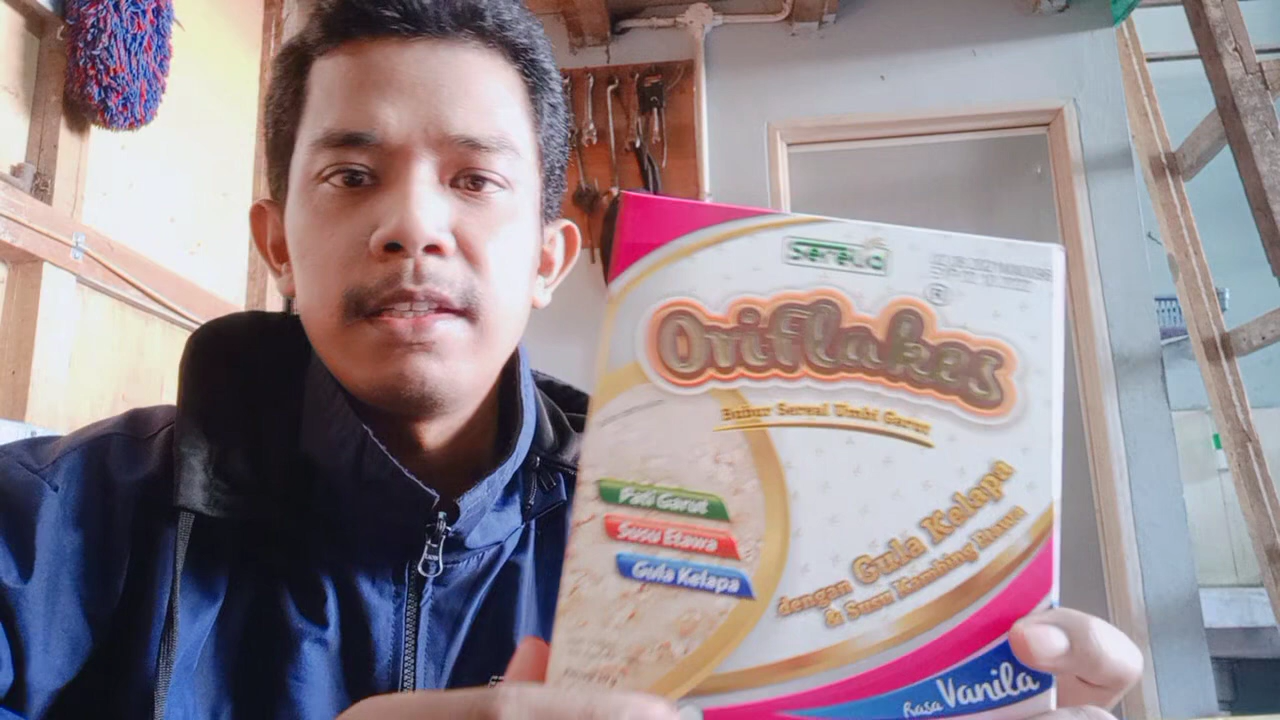 Sereal
OriFlakes
Bubur Sereal Umbi Garut
Pati Garut
Susu Etawa
Gula Kelapa
dengan Gula Kelapa
& Susu Kambing Etawa
Rasa Vanila